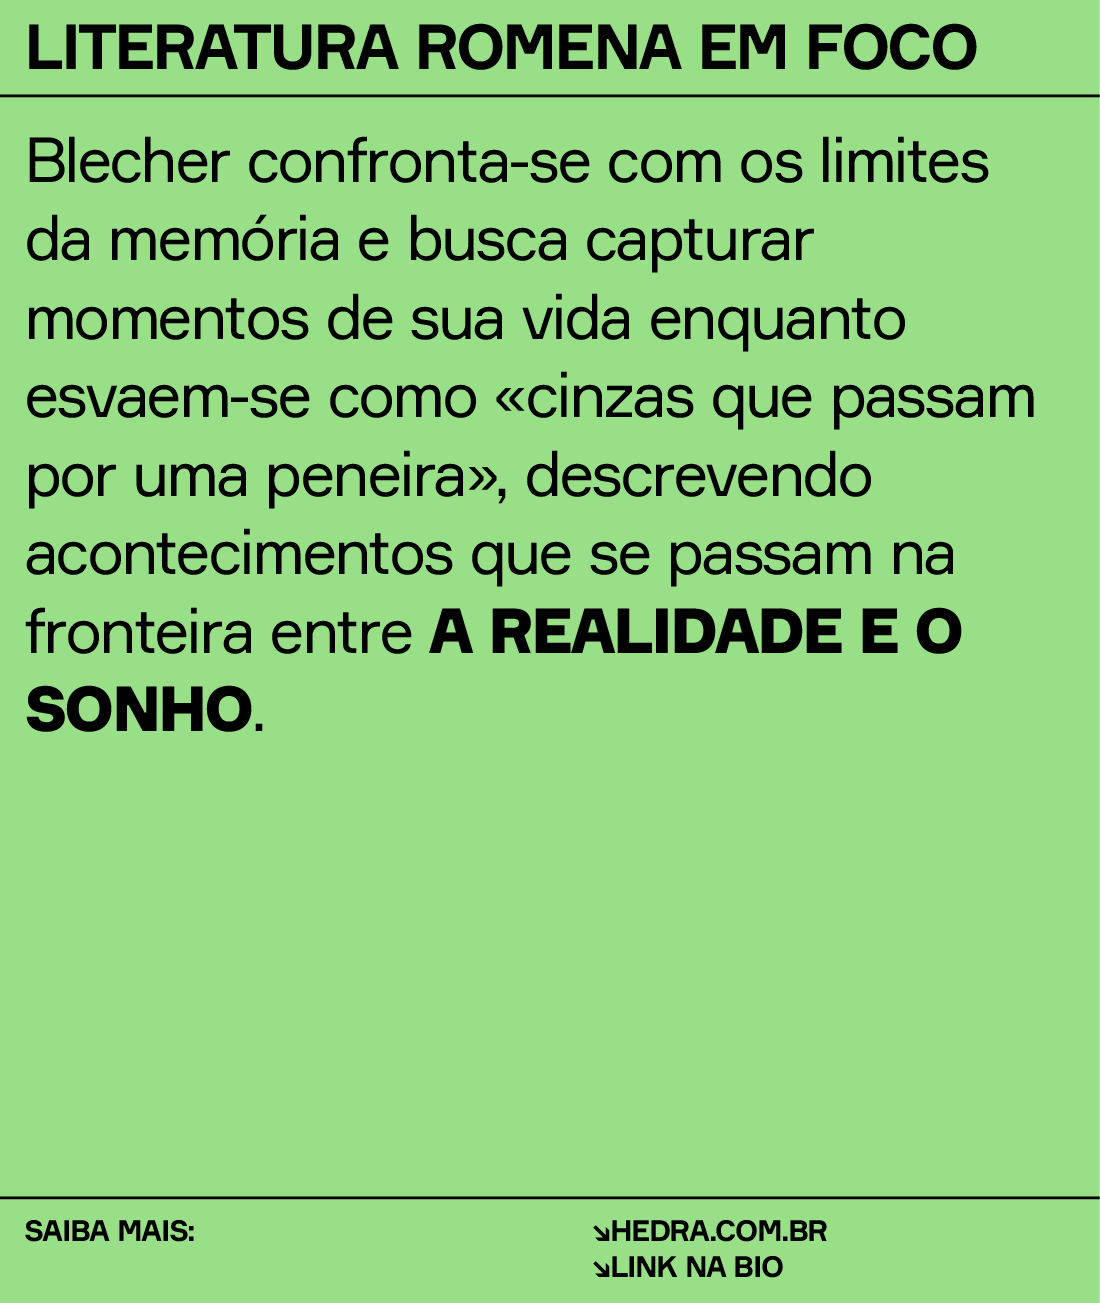 LITERATURA ROMENA EM FOCO
Blecher confronta-se com os limites
da memória e busca capturar
momentos de sua vida enquanto
esvaem-se como «cinzas que passam
por uma peneira», descrevendo
acontecimentos que se passam na
fronteira entre A REALIDADE E O
SONHO.
SAIBA MAIS:
↘HEDRA.COM.BR
↘LINK NA BIO